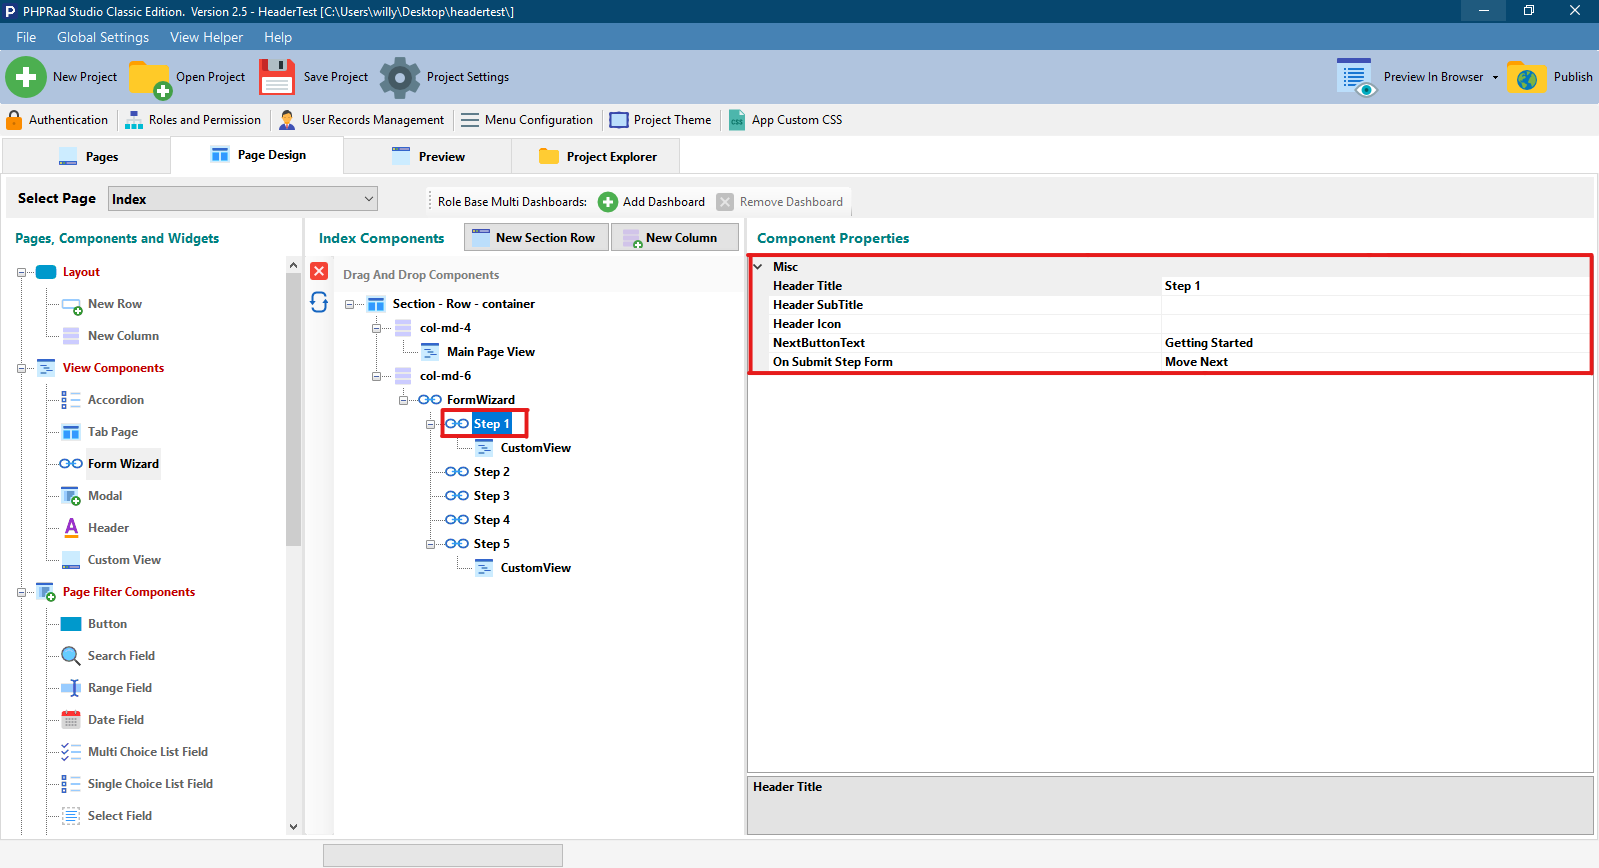 PHPRad Studio Classic Edition.  Version 2.5 - HeaderTest [C:\Users\willy\Desktop\headertest\]
File Global Settings View Helper Help
New Project Open Project Save Project Project Settings Preview In Browser Publish
Authentication Roles and Permission User Records Management Menu Configuration Project Theme CSS App Custom CSS
Pages Page Design Preview Project Explorer
Select Page Index Role Base Multi Dashboards: Add Dashboard Remove Dashboard
Pages, Components and Widgets
Layout
New Row
New Column
View Components
Accordion
Tab Page
Form Wizard
Modal
Header
Custom View
Page Filter Components
Button
Search Field
Range Field
Date Field
Multi Choice List Field
Single Choice List Field
Select Field
Index Components New Section Row New Column
Drag And Drop Components
Section - Row - container
col-md-4
Main Page View
col-md-6
FormWizard
Step 1
CustomView
Step 2
Step 3
Step 4
Step 5
CustomView
Component Properties
Misc
Header Title Step 1
Header SubTitle
Header Icon
NextButtonText Getting Started
On Submit Step Form Move Next
Header Title